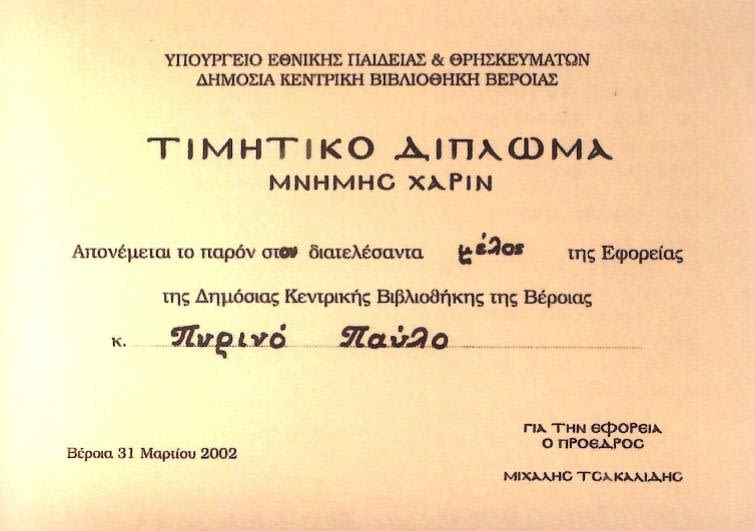 ΥΠΟΥΡΓΕΙΟ ΕΘΝΙΚΗΣ ΠΑΙΔΕΙΑΣ & ΘΡΗΣΚΕΥΜΑΤΩΝ
ΔΗΜΟΣΙΑ ΚΕΝΤΡΙΚΗ ΒΙΒΛΙΟΘΗΚΗ ΒΕΡΟΙΑΣ
ΤΙΜΗΤΙΚΟ ΔΙΠΛΩΜΑ
ΜΝΗΜΗΣ ΧΑΡΙΝ
Απονέμεται το παρόν στον διατελέσαντα μέλος της Εφορείας
της Δημόσιας Κεντρικής Βιβλιοθήκης της Βέροιας
κ. Πυρινό Παύλο
Βέροια 31 Μαρτίου 2002
ΓΙΑ ΤΗΝ ΕΦΟΡΕΙΑ
Ο ΠΡΟΕΔΡΟΣ
ΜΙΧΑΛΗΣ ΤΣΑΚΑΛΙΔΗΣ